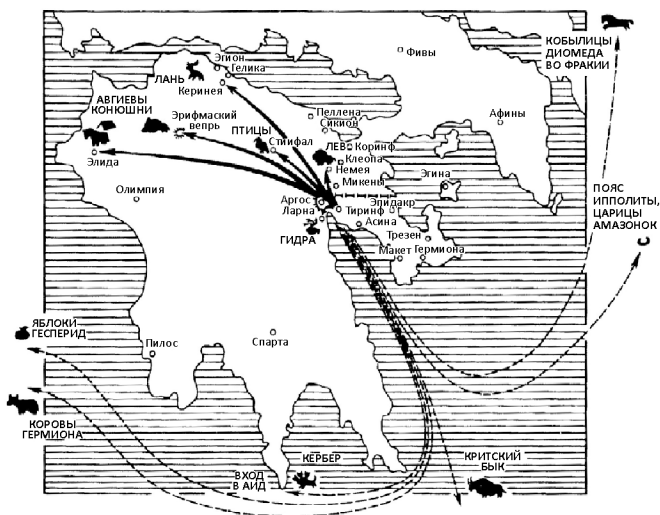 КОБЫЛИЦЫ
ДИОМЕДА
ВО ФРАКИИ
Фивы
Эгион
Гелика
ЛАНЬ
Керинея
АВГИЕВЫ
КОНЮШНИ
Эрифмаский
вепрь
ПТИЦЫ
Стиифал
Пеллена
Сикион
Афины
ЛЕВ
Коринф
Клеопа
Немея
Микены
Элида
Олимпия
Эгина
ПОЯС
ИППОЛИТЫ,
ЦАРИЦЫ
АМАЗОНОК
Аргос
Ларна
Тиринф
Эпидакр
Асина
ГИДРА
Трезен
Макет
Гермиона
ЯБЛОКИ
ГЕСПЕРИД
Пилос
Спарта
КОРОВЫ
ГЕРМИОНА
КЕРБЕР
ВХОД
В АИД
КРИТСКИЙ
БЫК